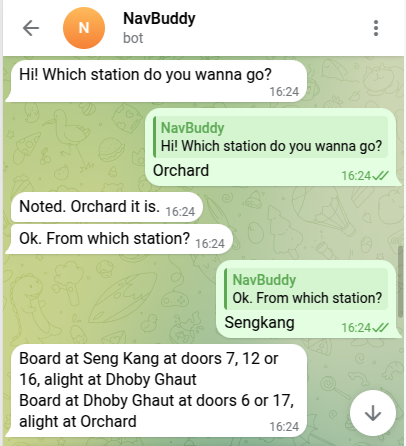 N
NavBuddy
bot
Hi! Which station do you wanna go?
16:24
NavBuddy
Hi! Which station do you wanna go?
Orchard
16:24
Noted. Orchard it is. 16:24
Ok. From which station? 16:24
NavBuddy
Ok. From which station?
Sengkang
16:24
Board at Seng Kang at doors 7, 12 or
16, alight at Dhoby Ghaut
Board at Dhoby Ghaut at doors 6 or 17,
alight at Orchard
16:24